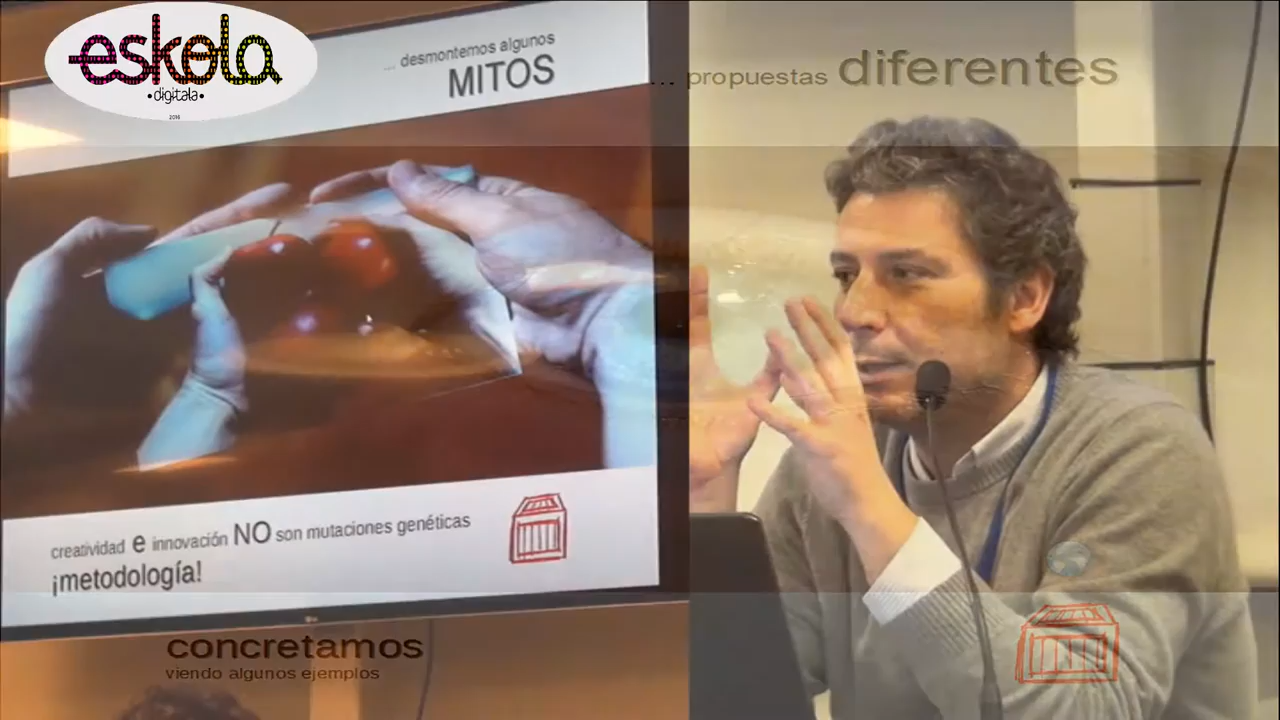 eskola
•digitala•
2016
... desmontemos algunos
MITOS
... propuestas diferentes
creatividad e innovación NO son mutaciones genéticas
¡metodología!
concretamos
viendo algunos ejemplos